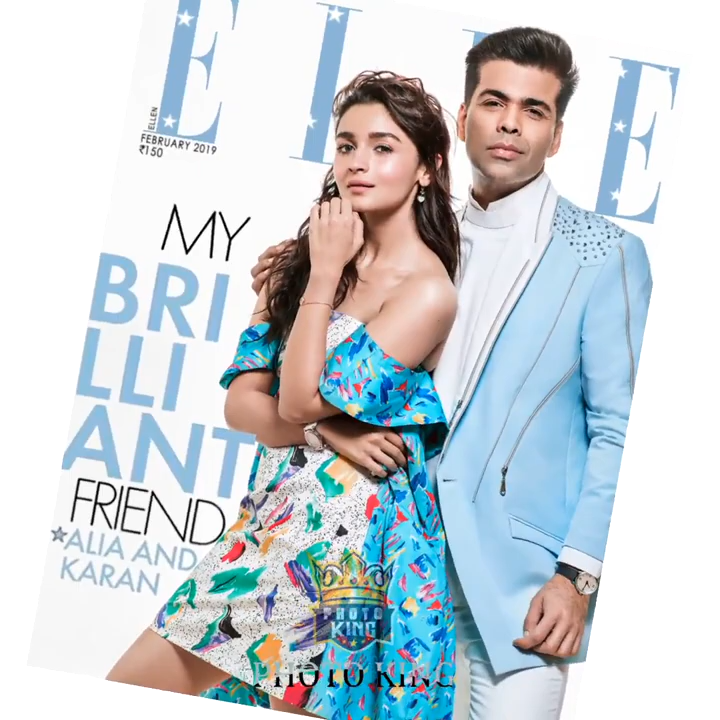 ELLE
ELLEN
FEBRUARY 2019
₹150
MY
BRI
LLI
ANT
FRIEND
ALIA AND
KARAN
PHOTO
KING
PHOTO KING